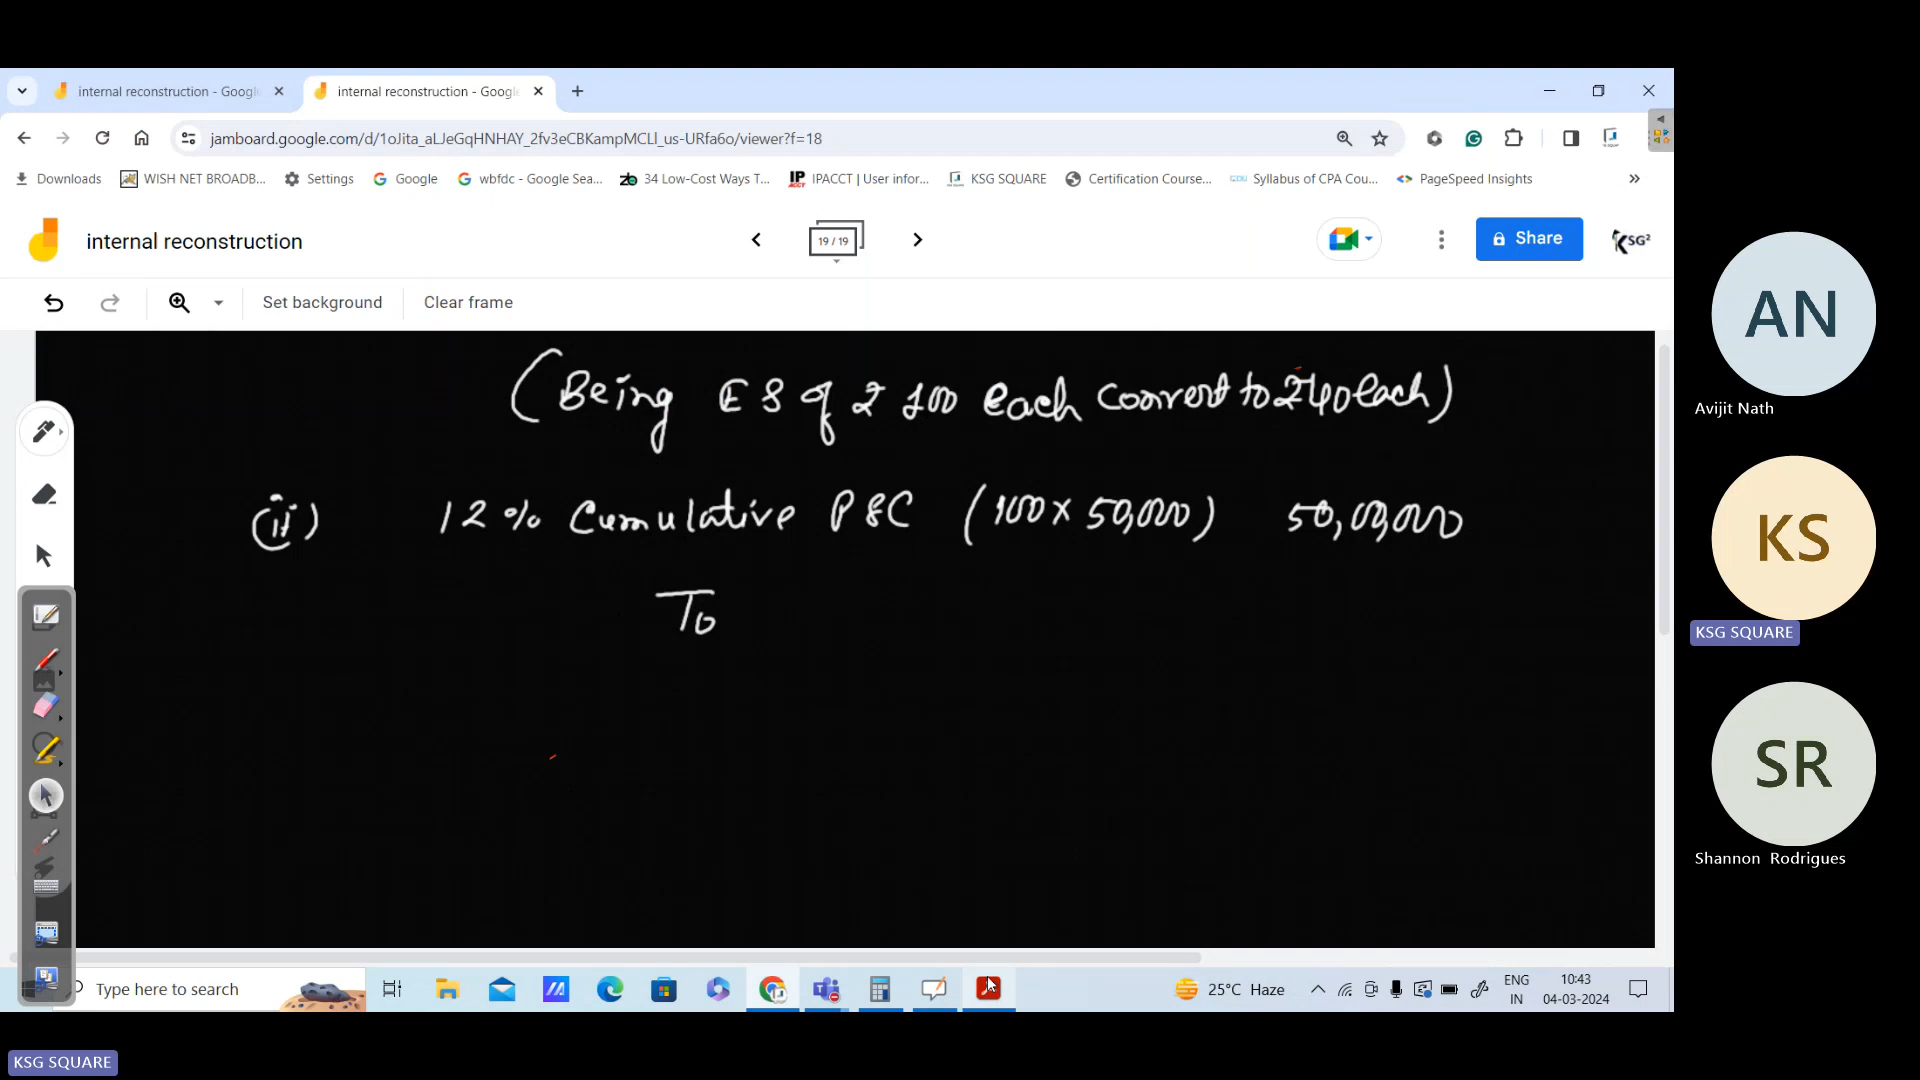 internal reconstruction - Googl
internal reconstruction - Google
jamboard.google.com/d/1oJita_aLJeGqHNHAY_2fv3eCBKampMCLl_us-URfa6o/viewer?f=18
Downloads WISH NET BROADB... Settings Google wbfdc - Google Sea... 34 Low-Cost Ways T... IPACCT | User infor... KSG SQUARE Certification Course... Syllabus of CPA Cou... PageSpeed Insights
internal reconstruction
19 / 19
Share
KSG²
Set background Clear frame
(Being E S of ₹ 100 each convert to ₹ 40 each)
(ii) 12% Cumulative PSC (100 x 50,000) 50,00,000
To
AN
Avijit Nath
KS
KSG SQUARE
SR
Shannon Rodrigues
Type here to search
25°C Haze
ENG
IN
10:43
04-03-2024
KSG SQUARE